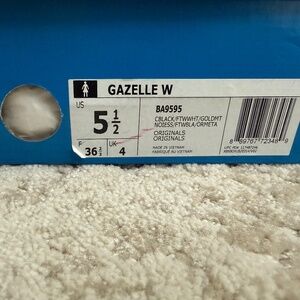 GAZELLE W
US
5 1/2
BA9595
CBLACK/FTWWHT/GOLDMT
NOIESS/FTWBLA/ORMETA
ORIGINALS
ORIGINALS
F
36 2/3
UK
4
MADE IN VIETNAM
FABRIQUÉ AU VIETNAM